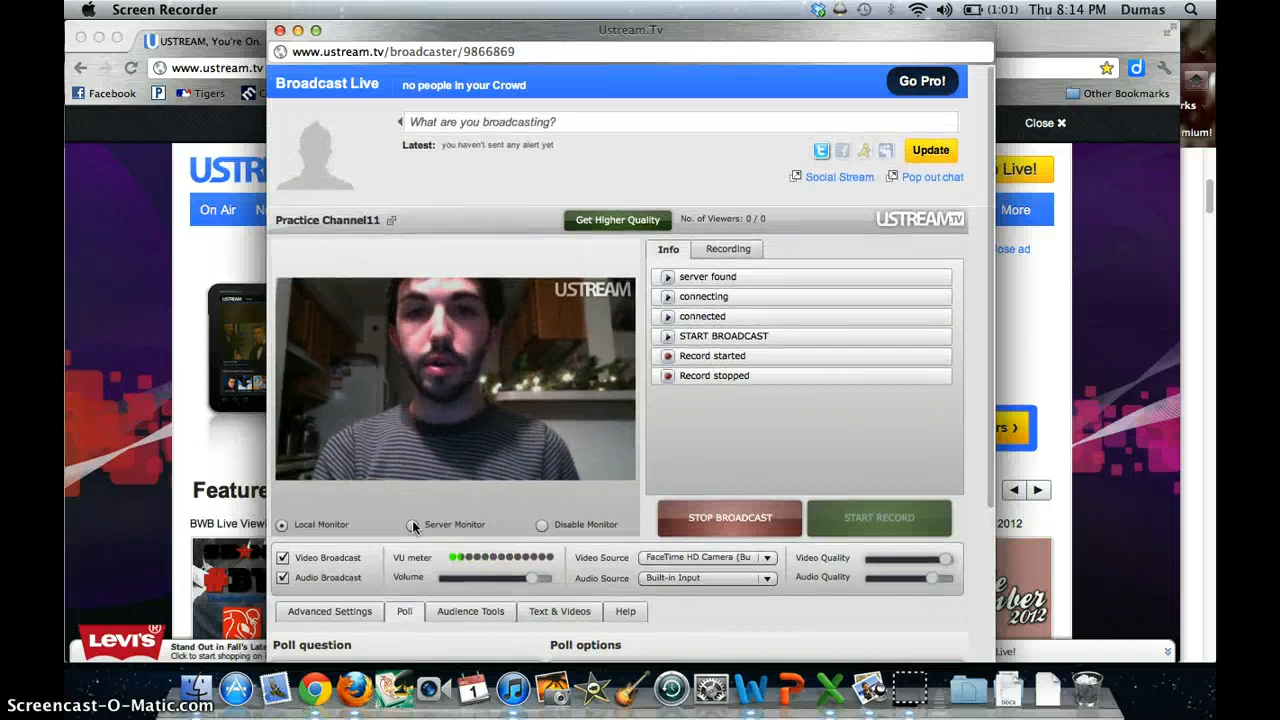 Screen Recorder
(1:01) Thu 8:14 PM Dumas
USTREAM, You're On.
Ustream.Tv
www.ustream.tv
www.ustream.tv/broadcaster/9866869
Facebook
P
Tigers
Other Bookmarks
Broadcast Live
no people in your Crowd
Go Pro!
What are you broadcasting?
Close ✖
Latest: you haven't sent any alert yet
Update
Social Stream
Pop out chat
USTREAM
Live!
On Air
More
Practice Channel11
Get Higher Quality
No. of Viewers: 0 / 0
USTREAM TV
Info
Recording
ose ad
server found
connecting
connected
START BROADCAST
Record started
Record stopped
USTREAM
rs ›
Feature
BWB Live View
2012
Local Monitor
Server Monitor
Disable Monitor
STOP BROADCAST
START RECORD
Video Broadcast
VU meter
Video Source
FaceTime HD Camera (Bu
Video Quality
Audio Broadcast
Volume
Audio Source
Built-in Input
Audio Quality
Advanced Settings
Poll
Audience Tools
Text & Videos
Help
2012
Poll question
Poll options
LEVI'S
Stand Out in Fall's Late
Click to start shopping on
Live!
Screencast-O-Matic.com